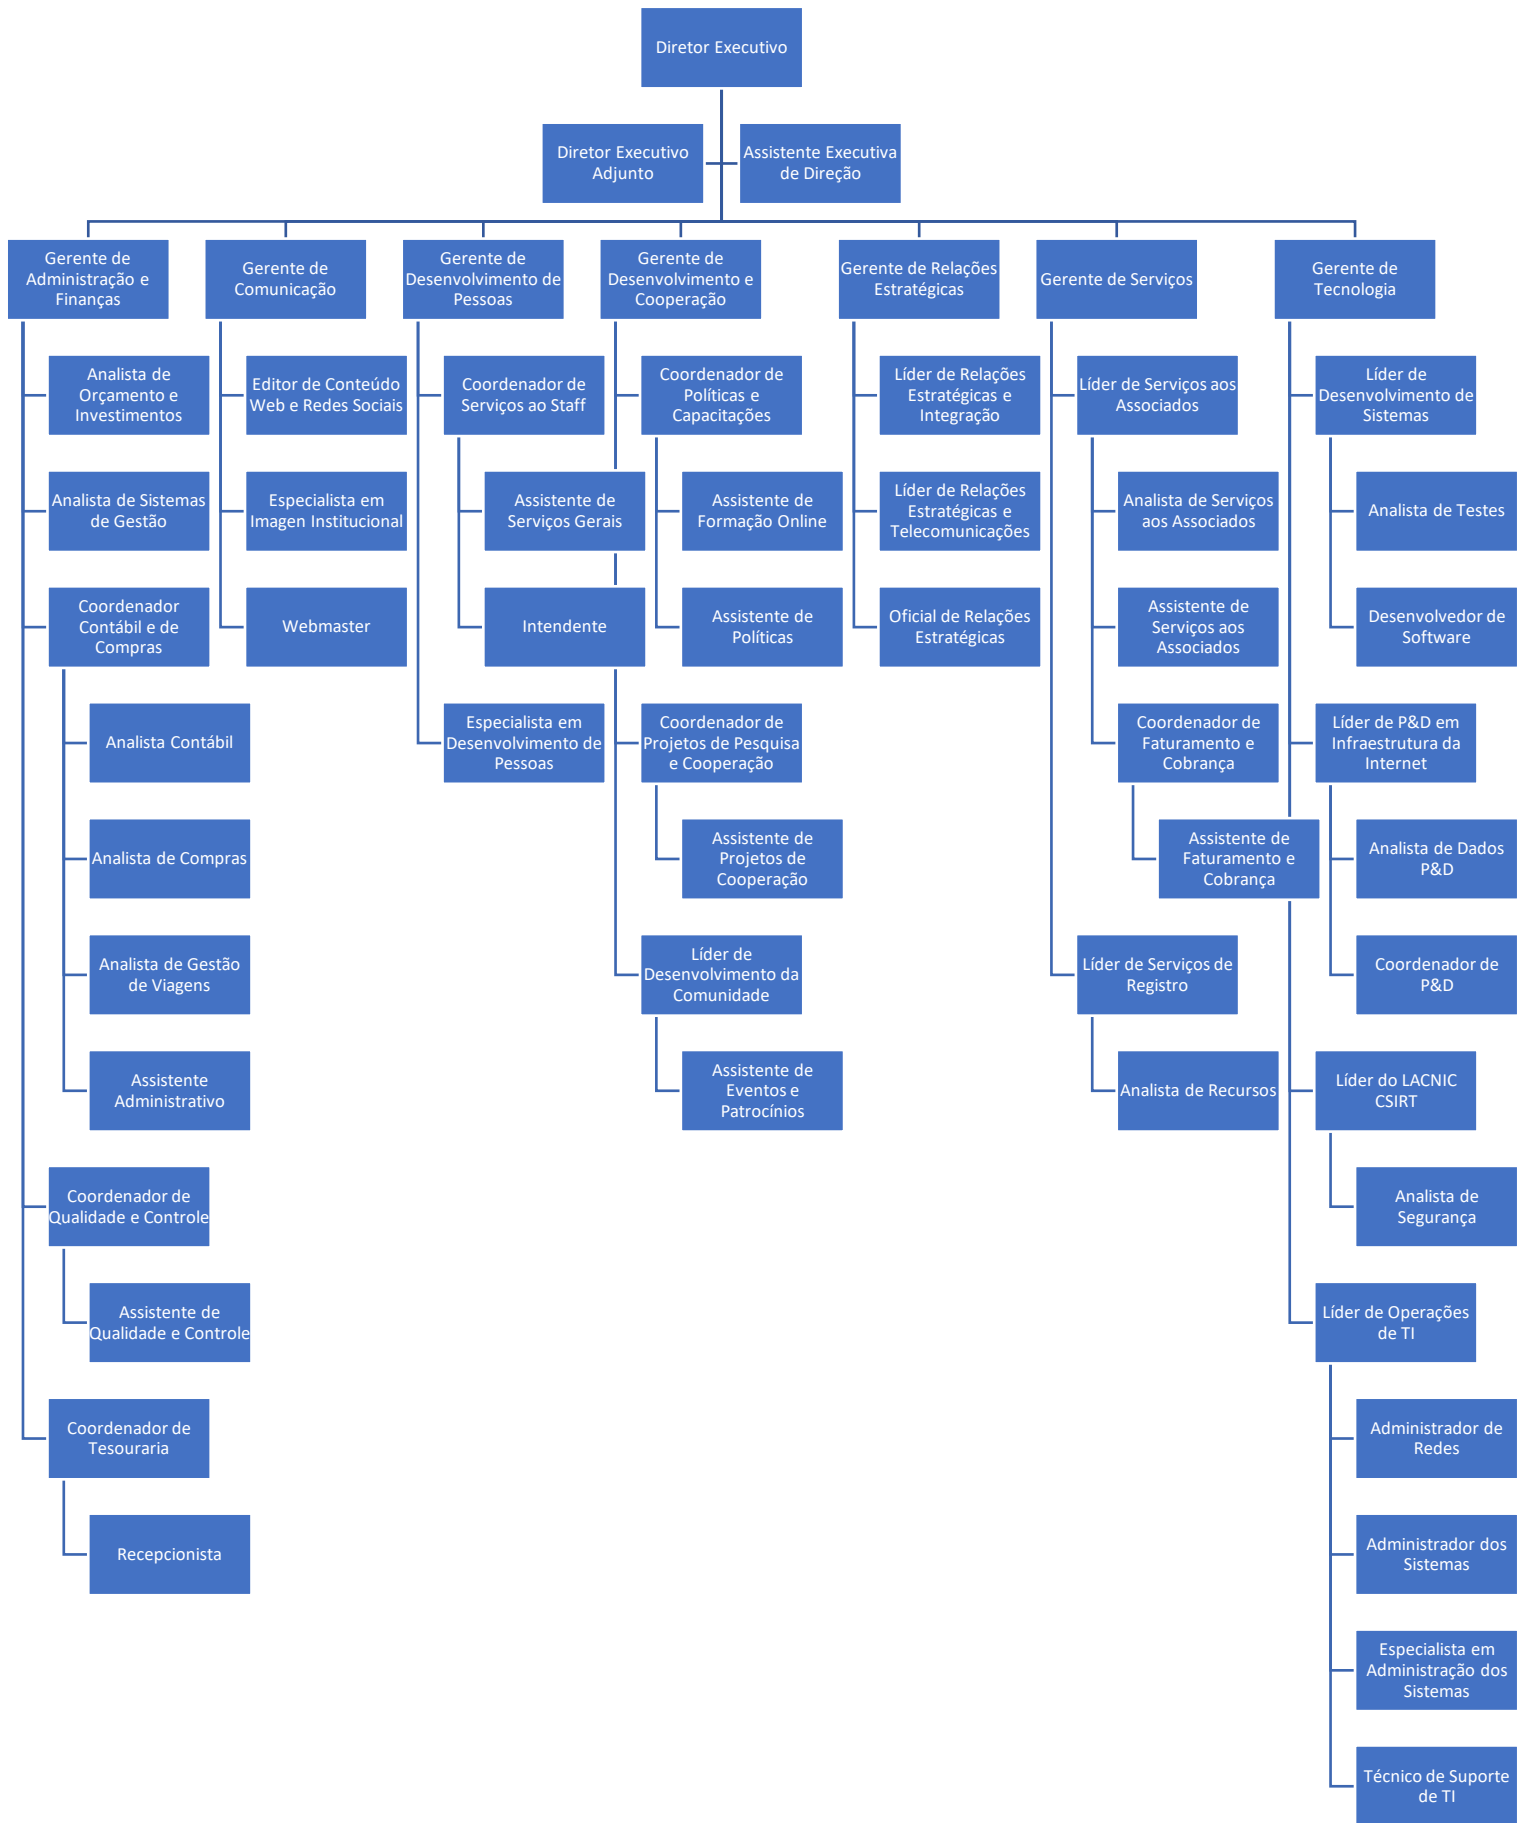 Diretor Executivo
Diretor Executivo
Adjunto
Assistente Executiva
de Direção
Gerente de
Administração e
Finanças
Analista de
Orçamento e
Investimentos
Analista de Sistemas
de Gestão
Coordenador
Contábil e de
Compras
Analista Contábil
Analista de Compras
Analista de Gestão
de Viagens
Assistente
Administrativo
Coordenador de
Qualidade e Controle
Assistente de
Qualidade e Controle
Coordenador de
Tesouraria
Recepcionista
Gerente de
Comunicação
Editor de Conteúdo
Web e Redes Sociais
Especialista em
Imagen Institucional
Webmaster
Gerente de
Desenvolvimento de
Pessoas
Coordenador de
Serviços ao Staff
Assistente de
Serviços Gerais
Intendente
Especialista em
Desenvolvimento de
Pessoas
Gerente de
Desenvolvimento e
Cooperação
Coordenador de
Políticas e
Capacitações
Assistente de
Formação Online
Assistente de
Políticas
Coordenador de
Projetos de Pesquisa
e Cooperação
Assistente de
Projetos de
Cooperação
Líder de
Desenvolvimento da
Comunidade
Assistente de
Eventos e
Patrocínios
Gerente de Relações
Estratégicas
Líder de Relações
Estratégicas e
Integração
Líder de Relações
Estratégicas e
Telecomunicações
Oficial de Relações
Estratégicas
Gerente de Serviços
Líder de Serviços aos
Associados
Analista de Serviços
aos Associados
Assistente de
Serviços aos
Associados
Coordenador de
Faturamento e
Cobrança
Assistente de
Faturamento e
Cobrança
Líder de Serviços de
Registro
Analista de Recursos
Gerente de
Tecnologia
Líder de
Desenvolvimento de
Sistemas
Analista de Testes
Desenvolvedor de
Software
Líder de P&D em
Infraestrutura da
Internet
Analista de Dados
P&D
Coordenador de
P&D
Líder do LACNIC
CSIRT
Analista de
Segurança
Líder de Operações
de TI
Administrador de
Redes
Administrador dos
Sistemas
Especialista em
Administração dos
Sistemas
Técnico de Suporte
de TI